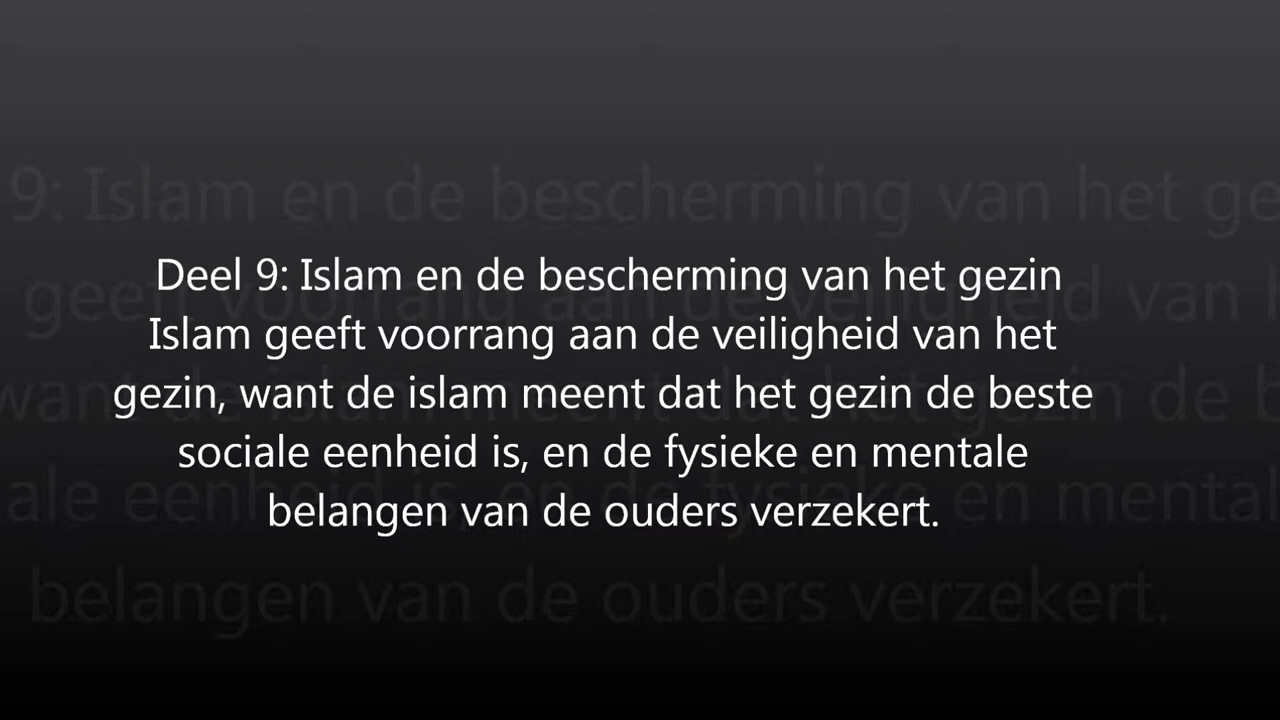 Deel 9: Islam en de bescherming van het gezin
Islam geeft voorrang aan de veiligheid van het
gezin, want de islam meent dat het gezin de beste
sociale eenheid is, en de fysieke en mentale
belangen van de ouders verzekert.